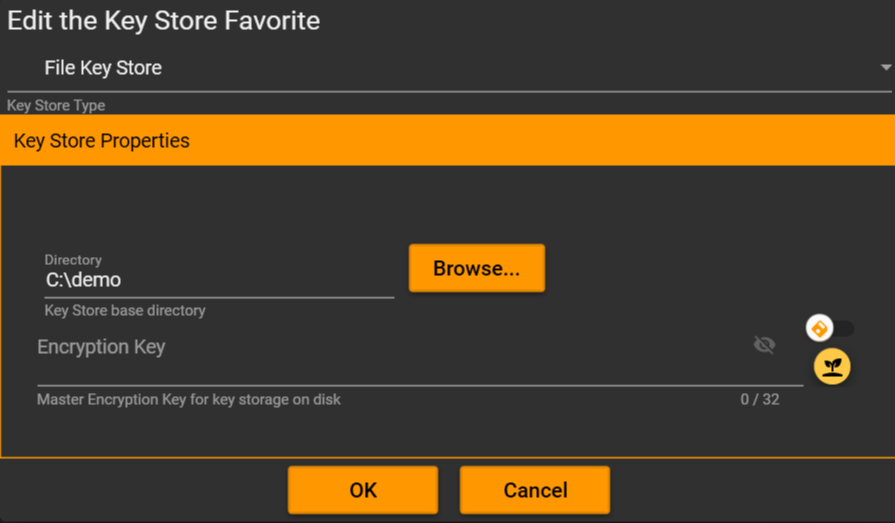 Edit the Key Store Favorite
File Key Store
Key Store Type
Key Store Properties
Directory
C:\demo
Browse...
Key Store base directory
Encryption Key
Master Encryption Key for key storage on disk
0 / 32
OK
Cancel